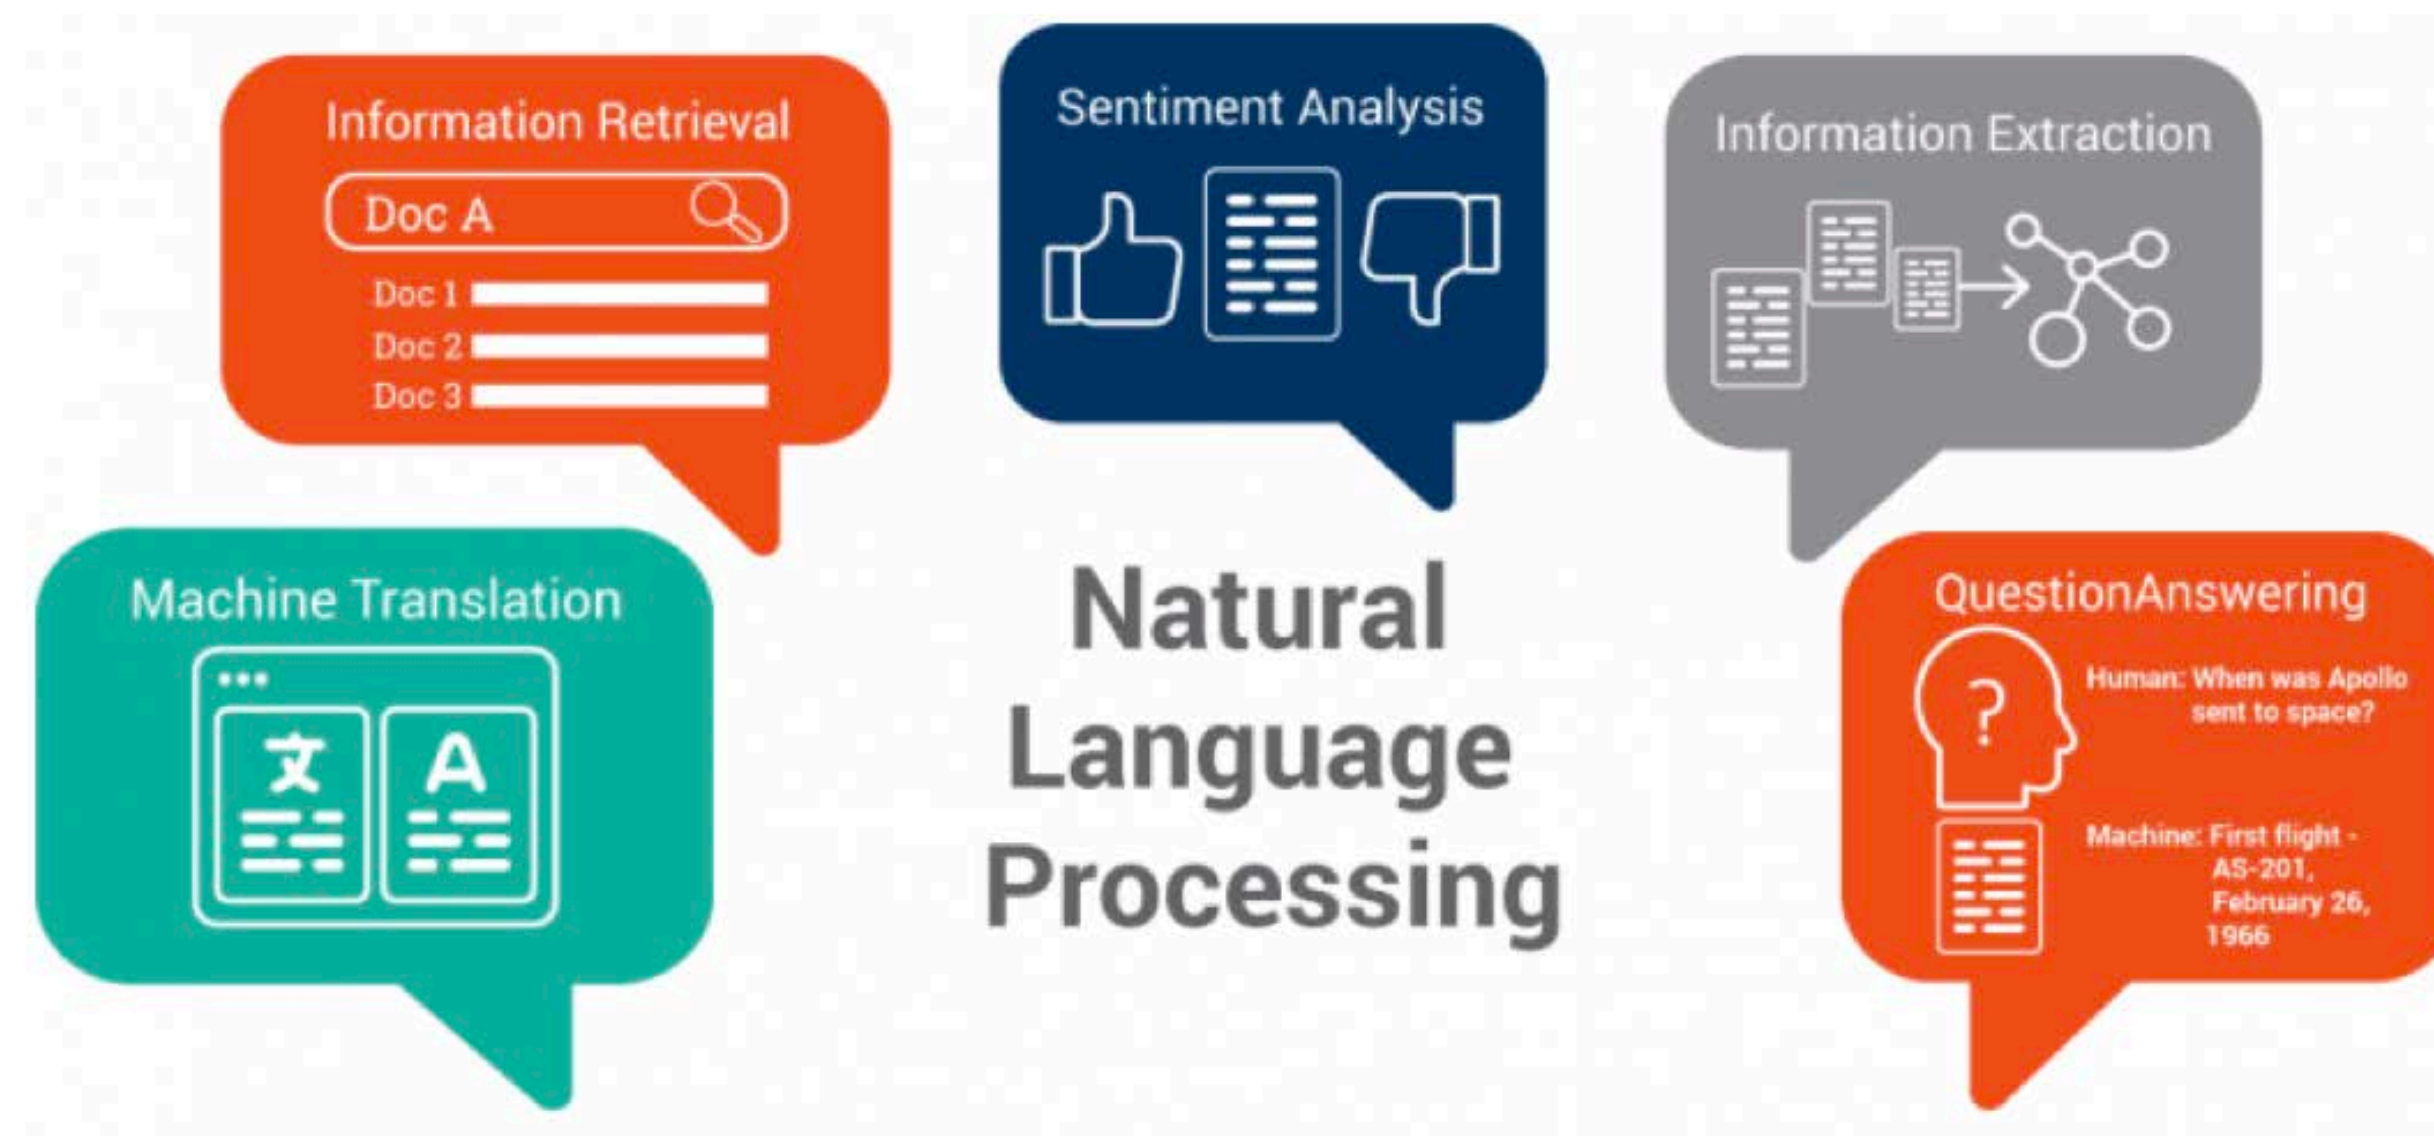 Information Retrieval
Doc A
Doc 1
Doc 2
Doc 3
Sentiment Analysis
Information Extraction
Machine Translation
文 A
Natural
Language
Processing
QuestionAnswering
?
Human: When was Apollo
sent to space?
Machine: First flight -
AS-201,
February 26,
1966